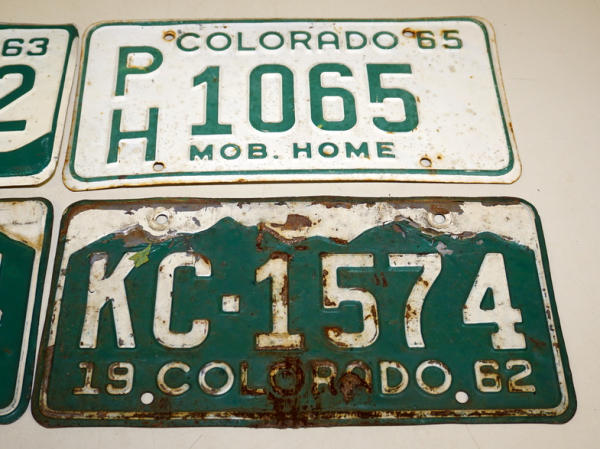 63
2
COLORADO 65
PH 1065
MOB. HOME
KC·1574
19 COLORADO 62